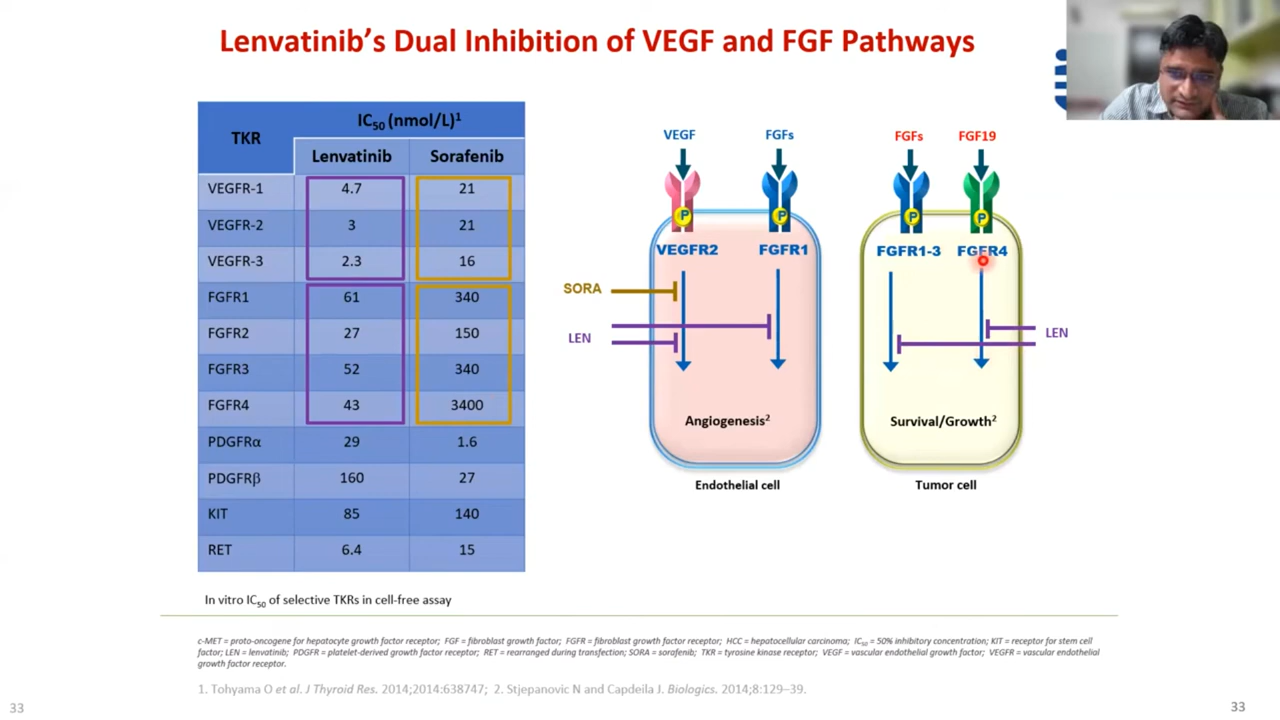 Lenvatinib’s Dual Inhibition of VEGF and FGF Pathways
TKR
IC50 (nmol/L)1
Lenvatinib Sorafenib
VEGFR-1 4.7 21
VEGFR-2 3 21
VEGFR-3 2.3 16
FGFR1 61 340
FGFR2 27 150
FGFR3 52 340
FGFR4 43 3400
PDGFRα 29 1.6
PDGFRβ 160 27
KIT 85 140
RET 6.4 15
In vitro IC50 of selective TKRs in cell-free assay
VEGF FGFs
P P
VEGFR2 FGFR1
SORA
LEN
Angiogenesis2
Endothelial cell
FGFs FGF19
P P
FGFR1-3 FGFR4
LEN
Survival/Growth2
Tumor cell
c-MET = proto-oncogene for hepatocyte growth factor receptor; FGF = fibroblast growth factor; FGFR = fibroblast growth factor receptor; HCC = hepatocellular carcinoma; IC50 = 50% inhibitory concentration; KIT = receptor for stem cell
factor; LEN = lenvatinib; PDGFR = platelet-derived growth factor receptor; RET = rearranged during transfection; SORA = sorafenib; TKR = tyrosine kinase receptor; VEGF = vascular endothelial growth factor; VEGFR = vascular endothelial
growth factor receptor.
1. Tohyama O et al. J Thyroid Res. 2014;2014:638747; 2. Stjepanovic N and Capdeila J. Biologics. 2014;8:129–39.
33
33